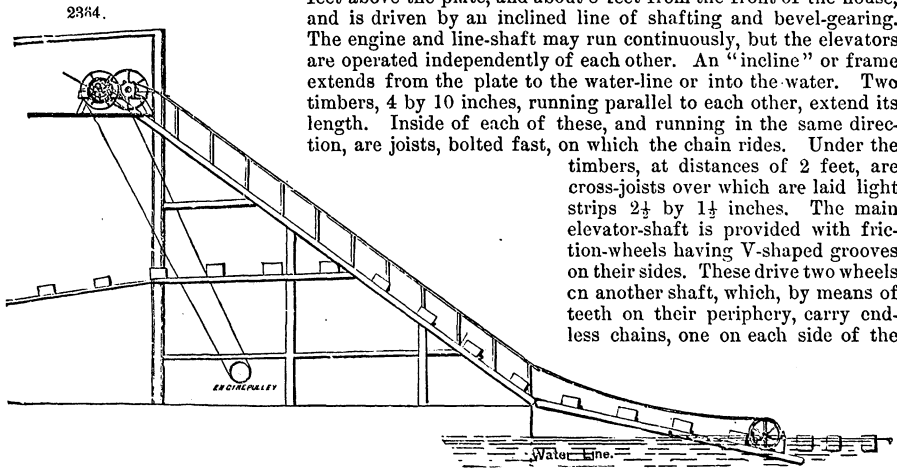 2364.
feet above the plate, and about 8 feet from the front of the house,
and is driven by an inclined line of shafting and bevel-gearing.
The engine and line-shaft may run continuously, but the elevators
are operated independently of each other. An “incline” or frame
extends from the plate to the water-line or into the water. Two
timbers, 4 by 10 inches, running parallel to each other, extend its
length. Inside of each of these, and running in the same direc-
tion, are joists, bolted fast, on which the chain rides. Under the
timbers, at distances of 2 feet, are
cross-joists over which are laid light
strips 2½ by 1½ inches. The main
elevator-shaft is provided with fric-
tion-wheels having V-shaped grooves
on their sides. These drive two wheels
on another shaft, which, by means of
teeth on their periphery, carry end-
less chains, one on each side of the
ENGINE PULLEY
Water Line.